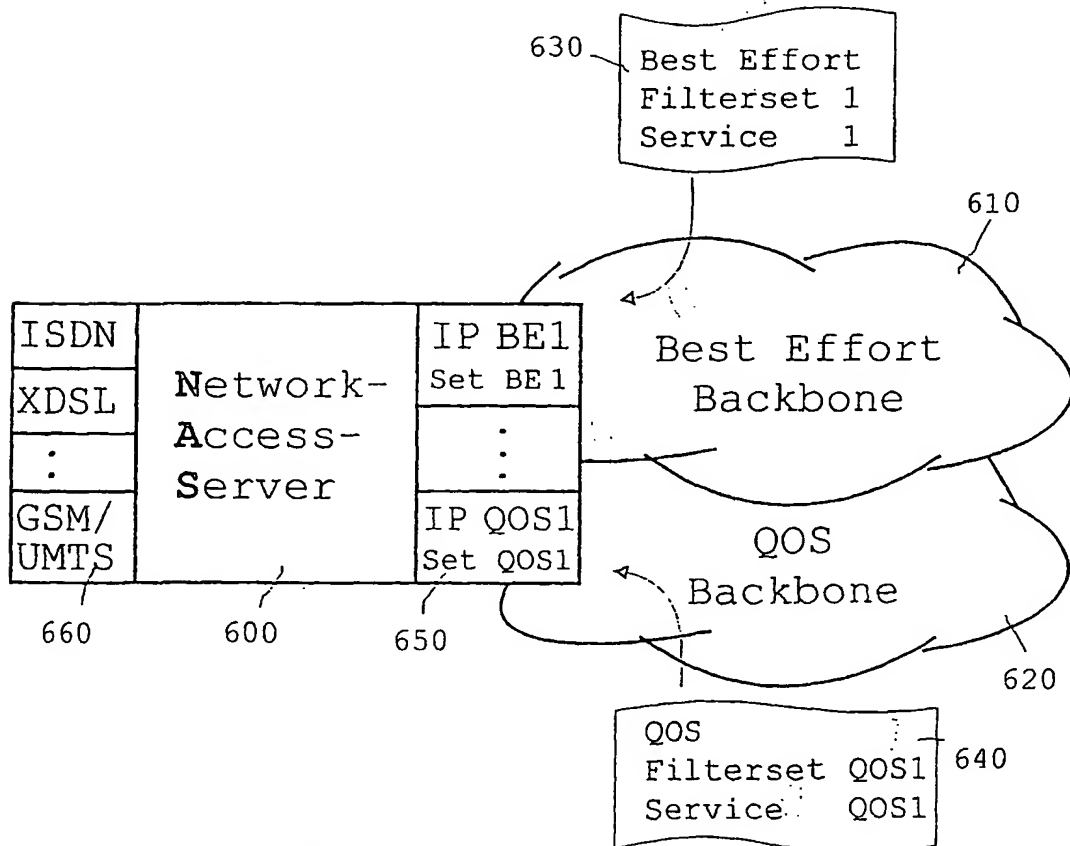 630
Best Effort
Filterset 1
Service 1
610
ISDN
XDSL
:
GSM/
UMTS
Network-
Access-
Server
IP BE1
Set BE1
⋮
IP QOS1
Set QOS1
Best Effort
Backbone
QOS
Backbone
660
600
650
620
QOS
Filterset QOS1
Service QOS1
640